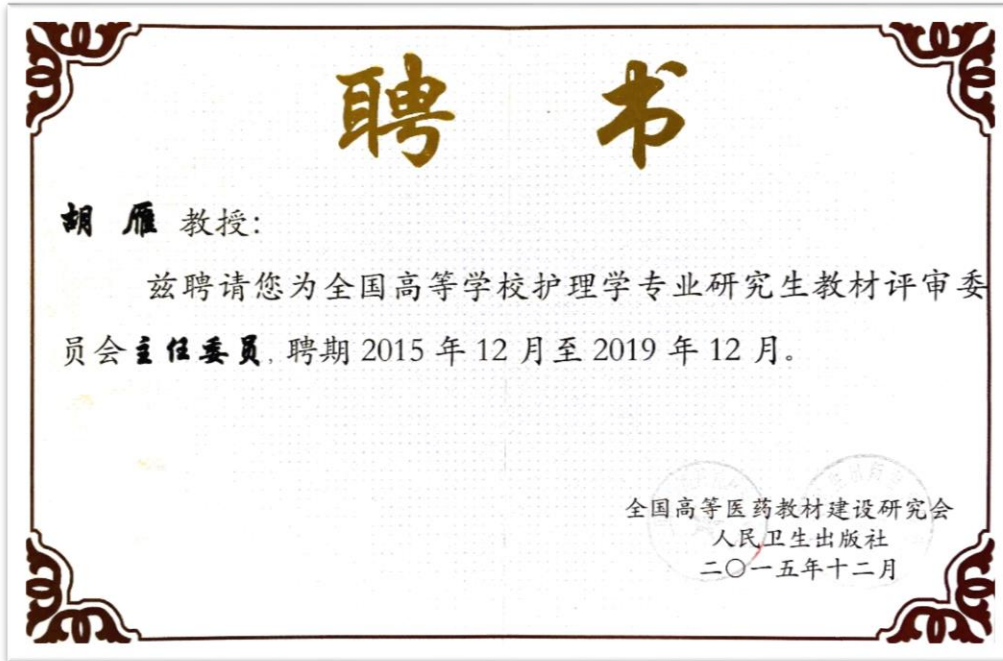 聘 书
胡 雁 教授:
兹聘请您为全国高等学校护理学专业研究生教材评审委
员会主任委员,聘期 2015 年 12 月至 2019 年 12 月。
全国高等医药教材建设研究会
人民卫生出版社
二〇一五年十二月